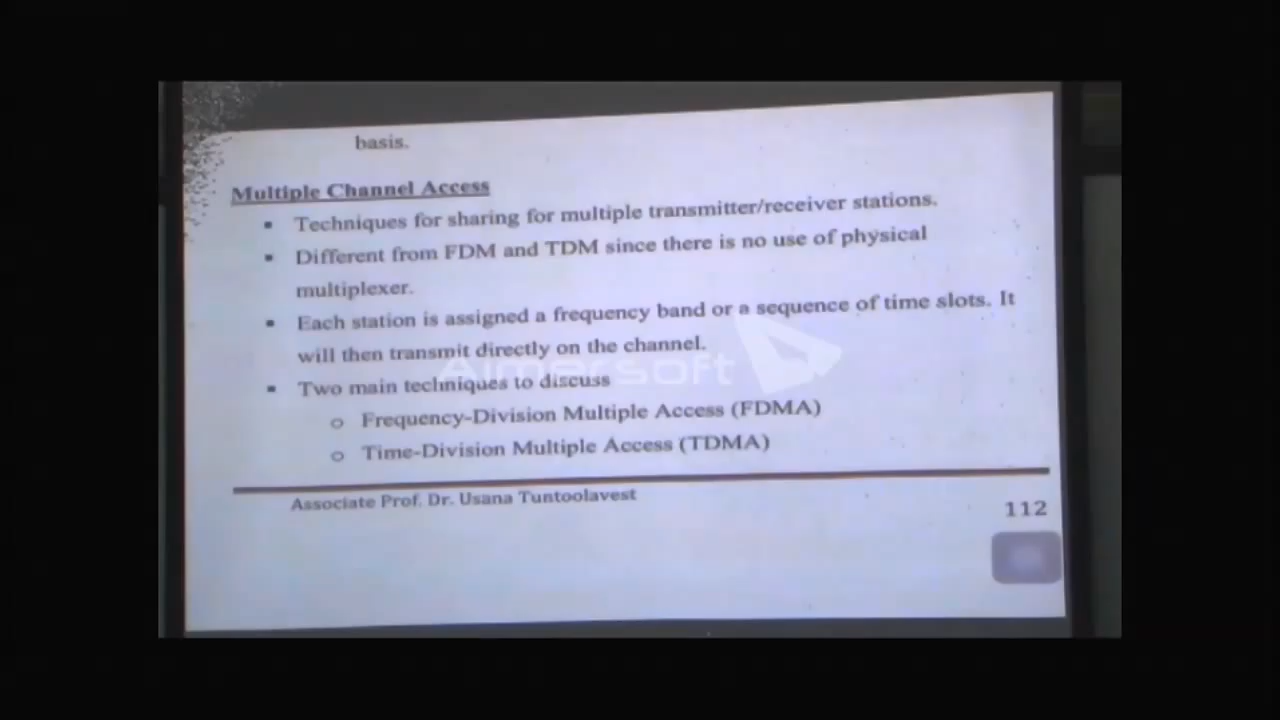 basis.
Multiple Channel Access
▪ Techniques for sharing for multiple transmitter/receiver stations.
▪ Different from FDM and TDM since there is no use of physical
multiplexer.
▪ Each station is assigned a frequency band or a sequence of time slots. It
will then transmit directly on the channel.
Aimersoft
▪ Two main techniques to discuss
o Frequency-Division Multiple Access (FDMA)
o Time-Division Multiple Access (TDMA)
Associate Prof. Dr. Usana Tuntoolavest
112